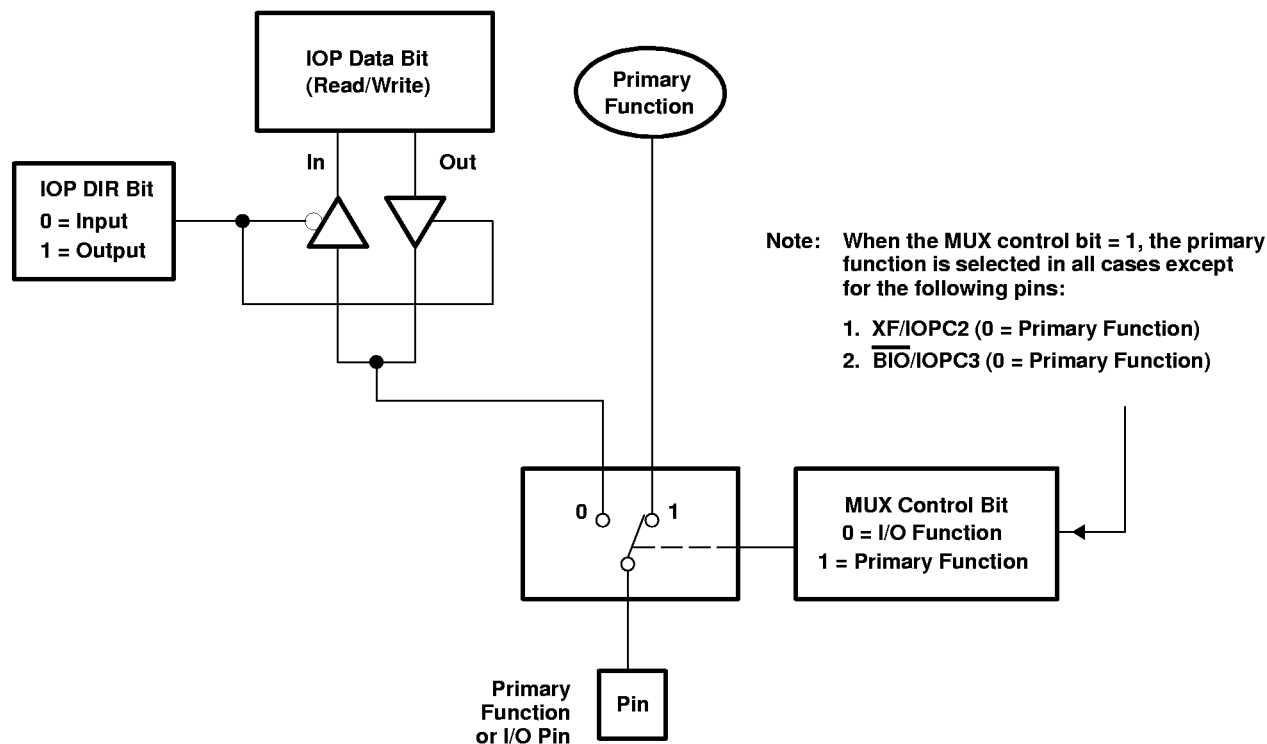 IOP Data Bit
(Read/Write)
Primary
Function
In
Out
IOP DIR Bit
0 = Input
1 = Output
Note: When the MUX control bit = 1, the primary
function is selected in all cases except
for the following pins:
1. XF/IOPC2 (0 = Primary Function)
2. B̅I̅O̅/IOPC3 (0 = Primary Function)
0
1
MUX Control Bit
0 = I/O Function
1 = Primary Function
Primary
Function
or I/O Pin
Pin